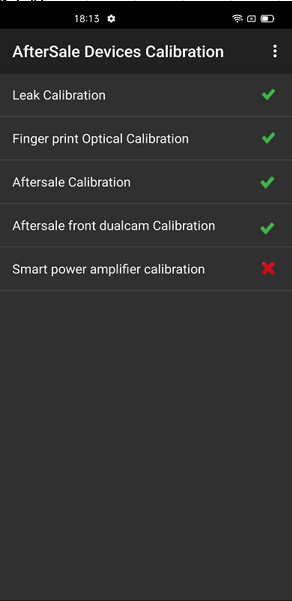 18:13
AfterSale Devices Calibration
Leak Calibration
Finger print Optical Calibration
Aftersale Calibration
Aftersale front dualcam Calibration
Smart power amplifier calibration